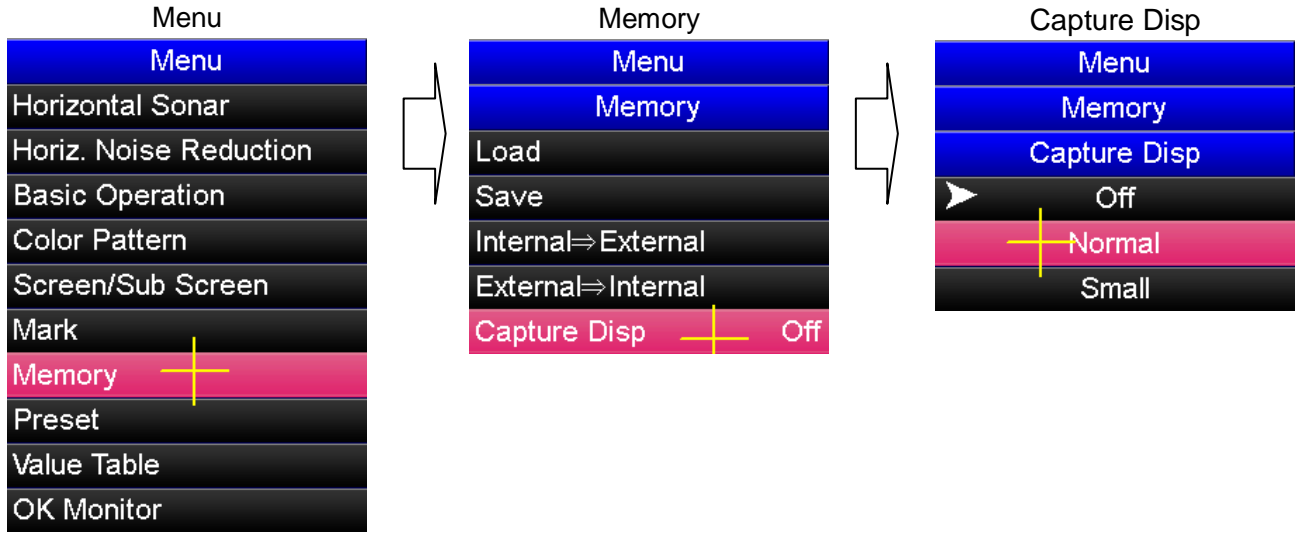 Menu
Menu
Horizontal Sonar
Horiz. Noise Reduction
Basic Operation
Color Pattern
Screen/Sub Screen
Mark
Memory
Preset
Value Table
OK Monitor
Memory
Menu
Memory
Load
Save
Internal⇒External
External⇒Internal
Capture Disp Off
Capture Disp
Menu
Memory
Capture Disp
Off
Normal
Small